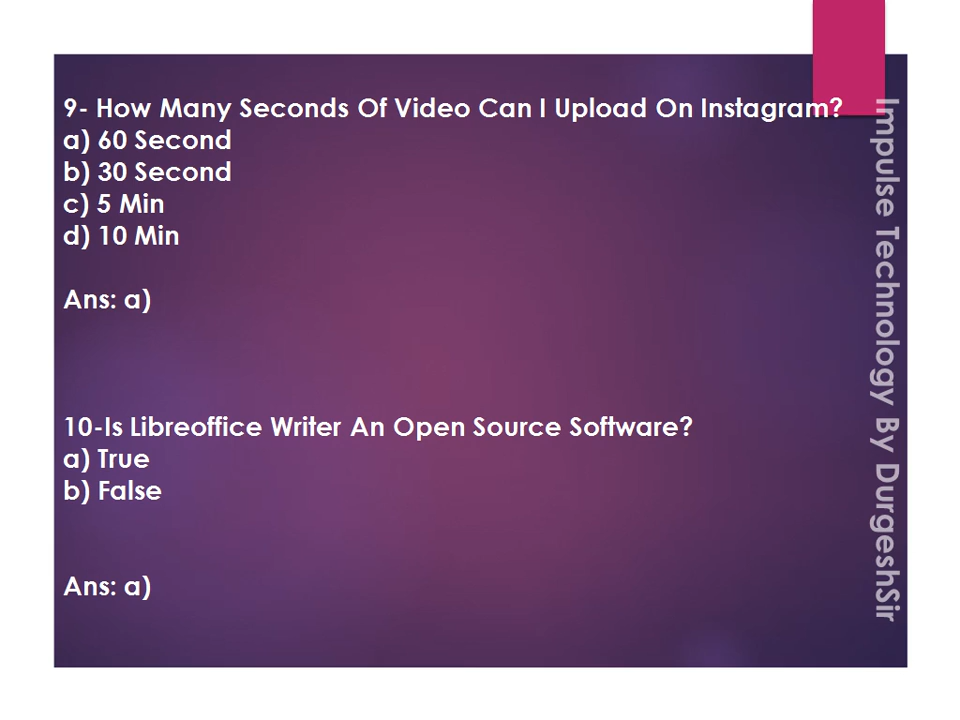 9- How Many Seconds Of Video Can I Upload On Instagram?
a) 60 Second
b) 30 Second
c) 5 Min
d) 10 Min
Ans: a)
10-Is Libreoffice Writer An Open Source Software?
a) True
b) False
Ans: a)
Impulse Technology By DurgeshSir